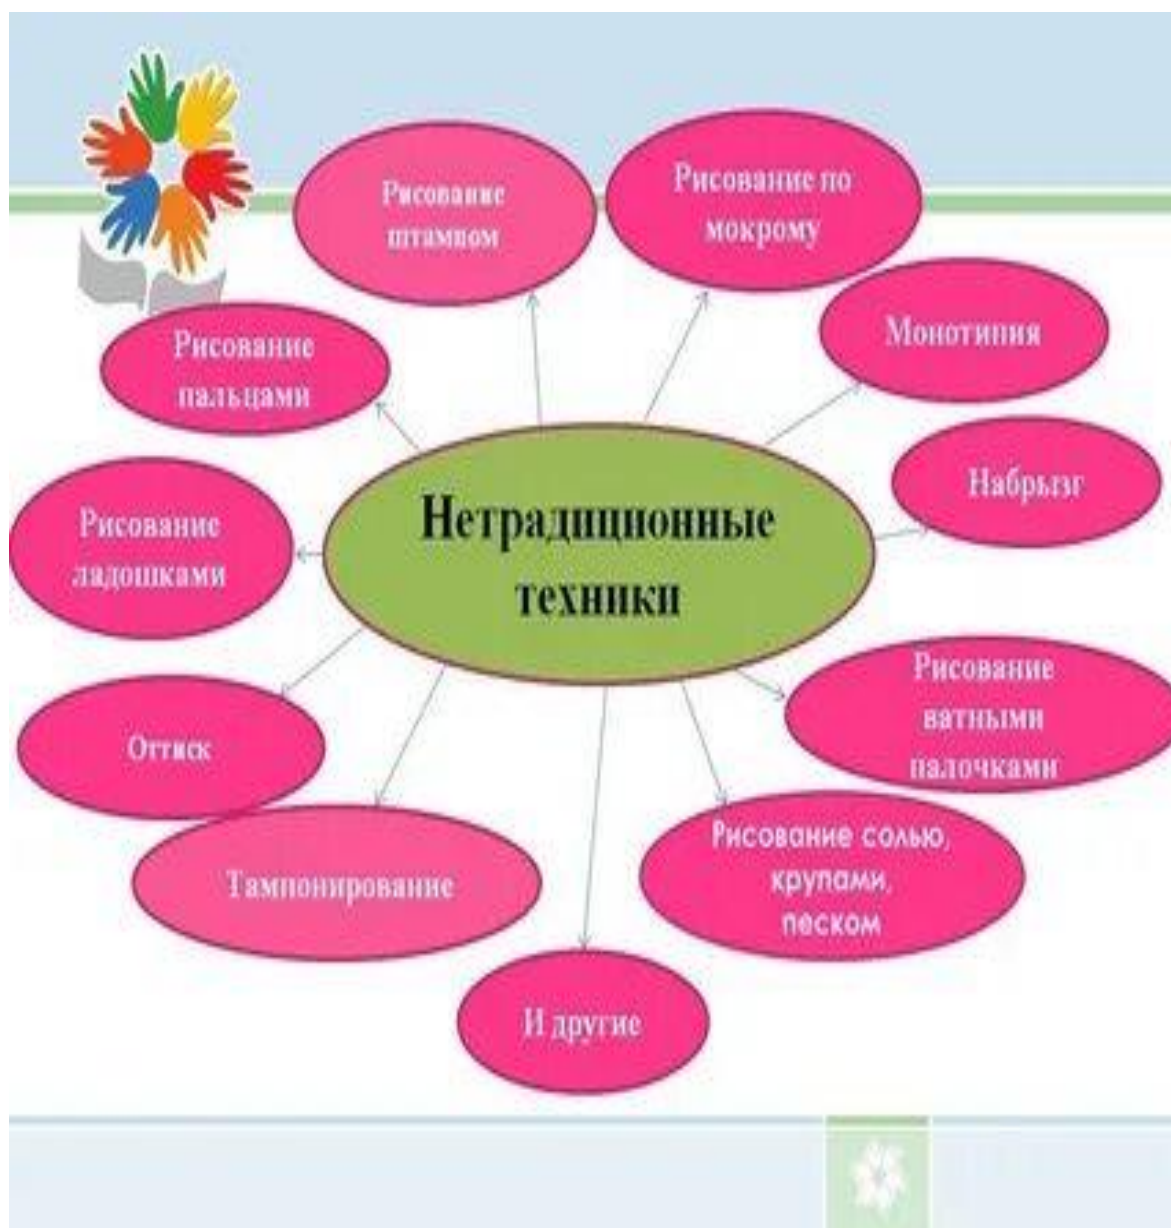 Рисование
штампом
Рисование по
мокрому
Монотипия
Рисование
пальцами
Набрызг
Нетрадиционные
техники
Рисование
ладошками
Рисование
ватными
палочками
Оттиск
Рисование солью,
крупами,
песком
Тампонирование
И другие